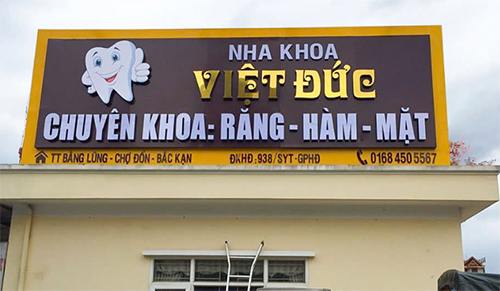 NHA KHOA
VIỆT ĐỨC
CHUYÊN KHOA: RĂNG - HÀM - MẶT
TT BẰNG LŨNG - CHỢ ĐỒN - BẮC KẠN ĐKHĐ: 938/SYT-GPHĐ 0168 450 5567